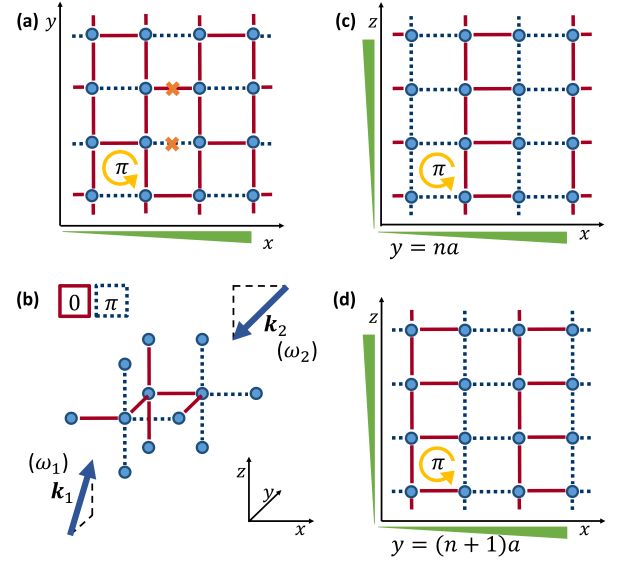 (a)
y
π
x
(b)
0
π
k₂
(ω₂)
(ω₁)
k₁
z
y
x
(c)
z
π
y = na
x
(d)
z
π
y = (n + 1)a
x